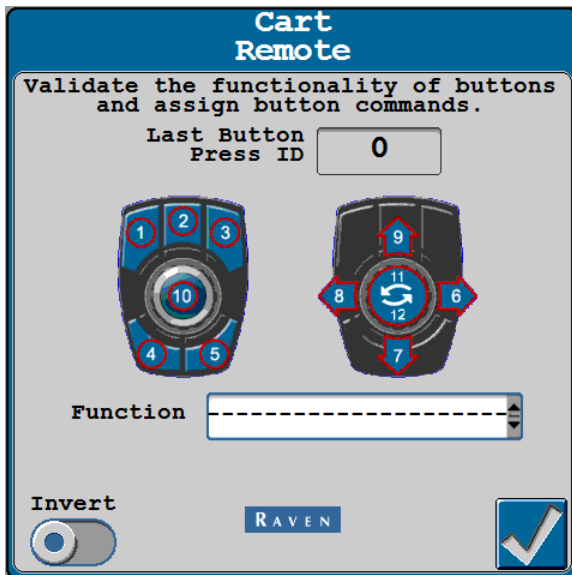 Cart
Remote
Validate the functionality of buttons
and assign button commands.
Last Button
Press ID
0
1
2
3
10
4
5
9
8
11
12
6
7
Function
--------------------
Invert
RAVEN